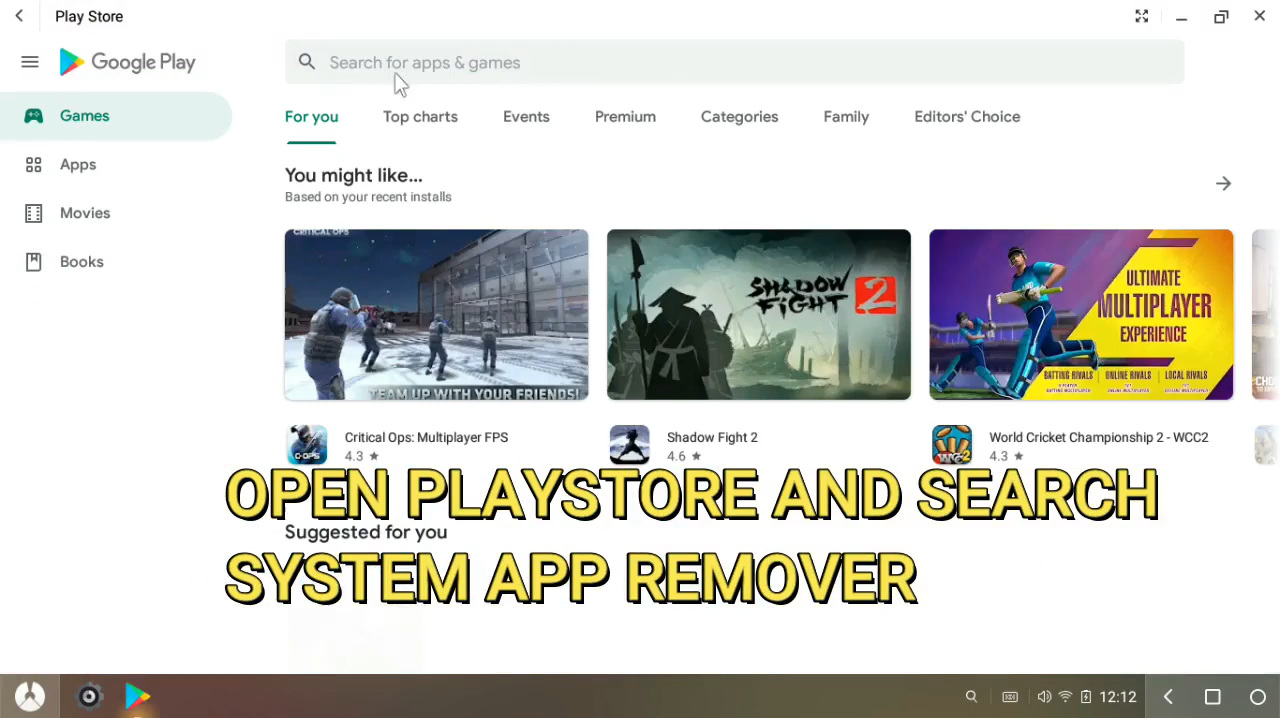 Play Store
Google Play
Search for apps & games
Games
Apps
Movies
Books
For you
Top charts
Events
Premium
Categories
Family
Editors' Choice
You might like...
Based on your recent installs
CRITICAL OPS
TEAM UP WITH YOUR FRIENDS!
SHADOW
FIGHT 2
ULTIMATE
MULTIPLAYER
EXPERIENCE
BATTING RIVALS
ONLINE RIVALS
LOCAL RIVALS
C-OPS
Critical Ops: Multiplayer FPS
4.3 ★
Shadow Fight 2
4.6 ★
WCC2
World Cricket Championship 2 - WCC2
4.3 ★
OPEN PLAYSTORE AND SEARCH
Suggested for you
SYSTEM APP REMOVER
12:12